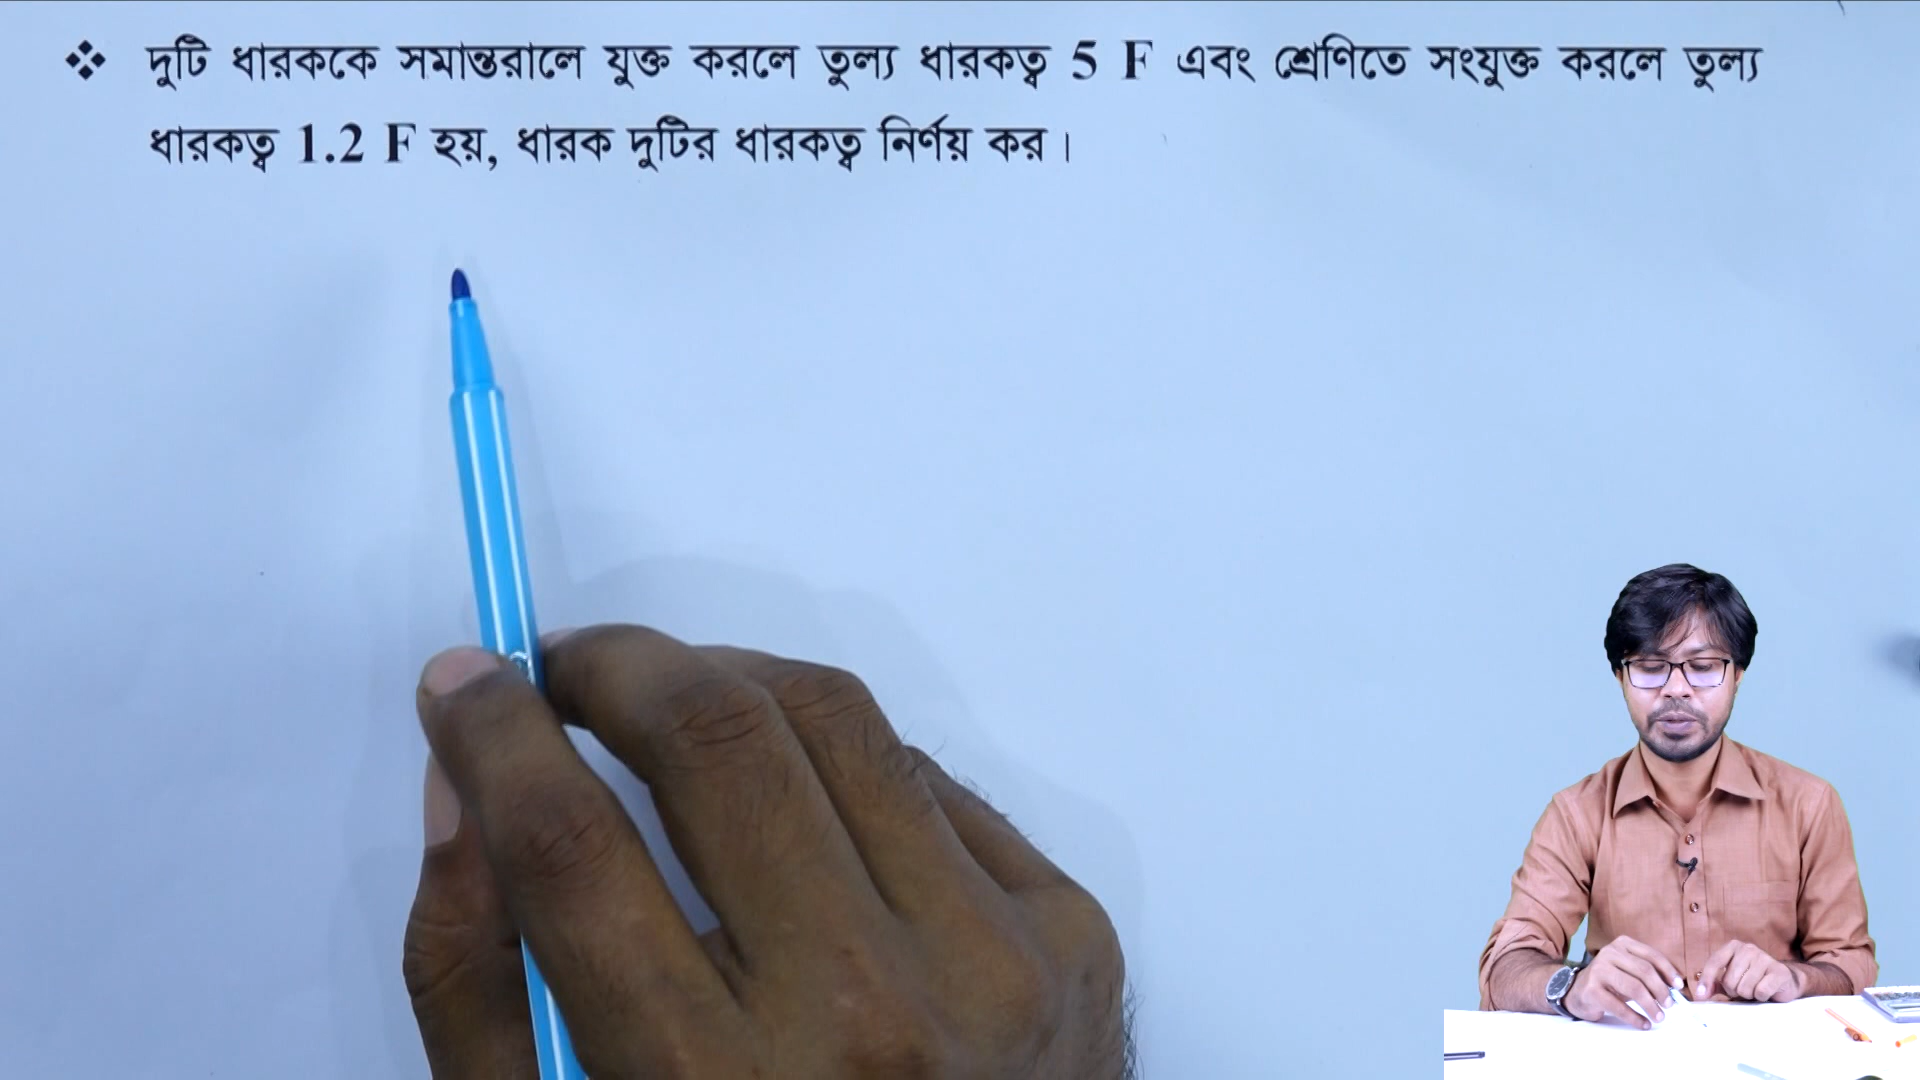 ❖ দুটি ধারককে সমান্তরালে যুক্ত করলে তুল্য ধারকত্ব 5 F এবং শ্রেণিতে সংযুক্ত করলে তুল্য
ধারকত্ব 1.2 F হয়, ধারক দুটির ধারকত্ব নির্ণয় কর।